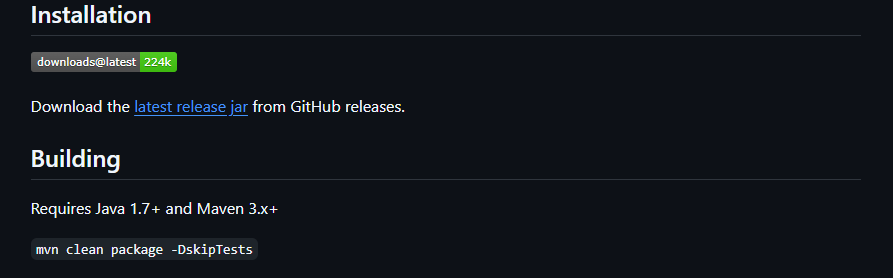 Installation
downloads@latest 224k
Download the latest release jar from GitHub releases.
Building
Requires Java 1.7+ and Maven 3.x+
mvn clean package -DskipTests